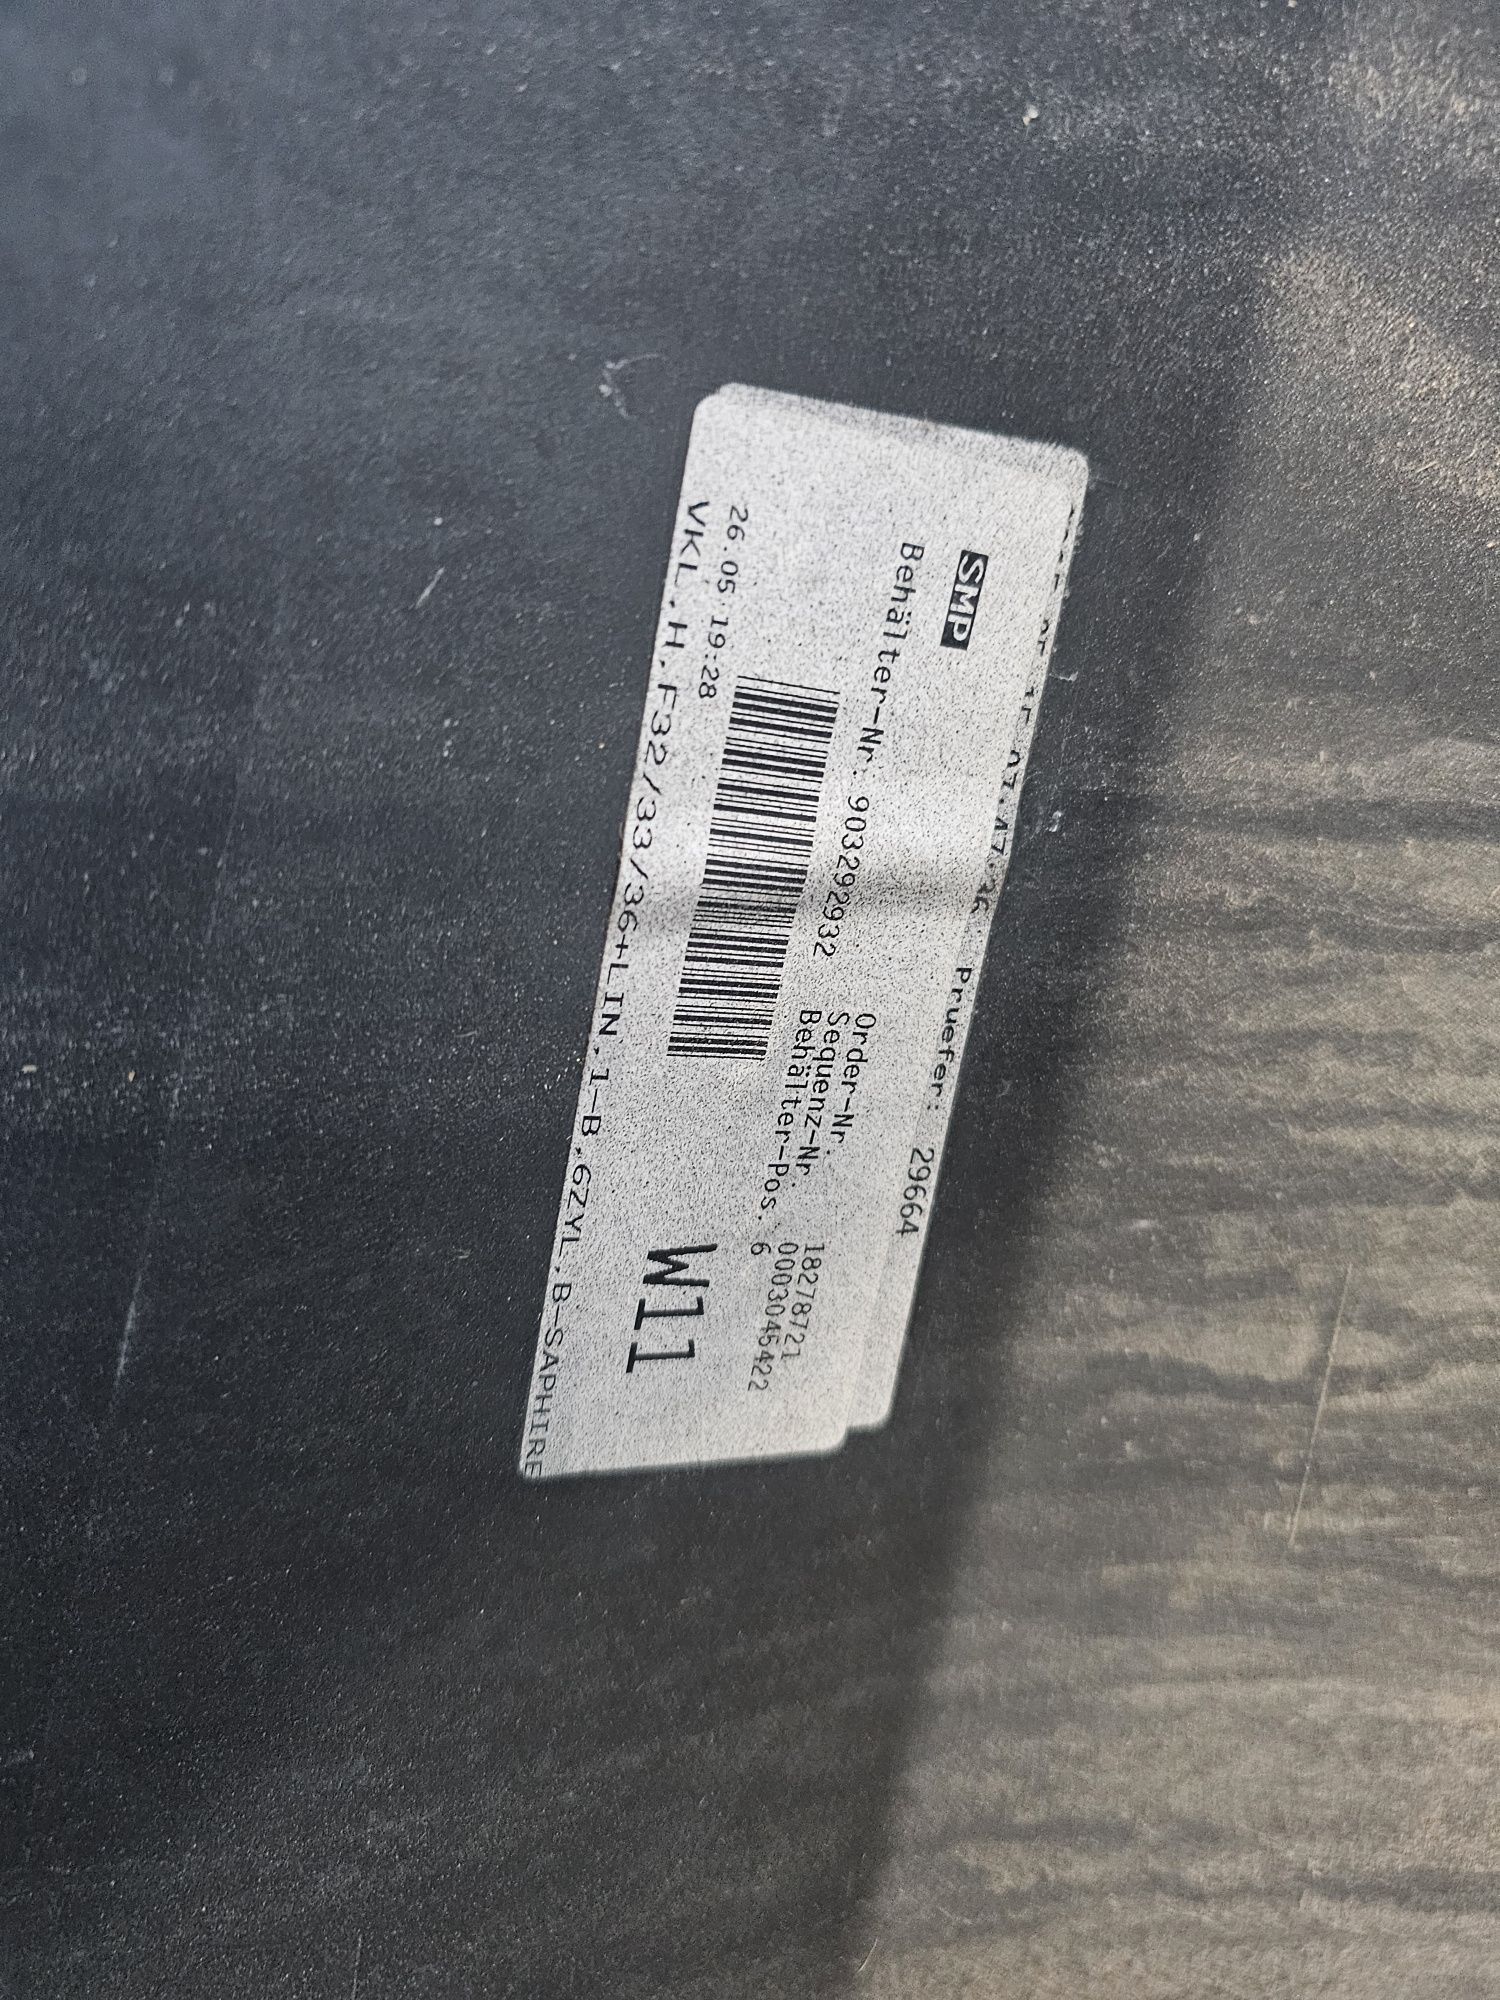 Pruefer: 29664
SMP
Behälter-Nr: 903292932
Order-Nr. 18278721
Sequenz-Nr. 0003045422
Behälter-Pos. 6
26.05 19:28
W11
VKL.H.F32/33/36+LIN.1-B.6ZYL.B-SAPHIRE